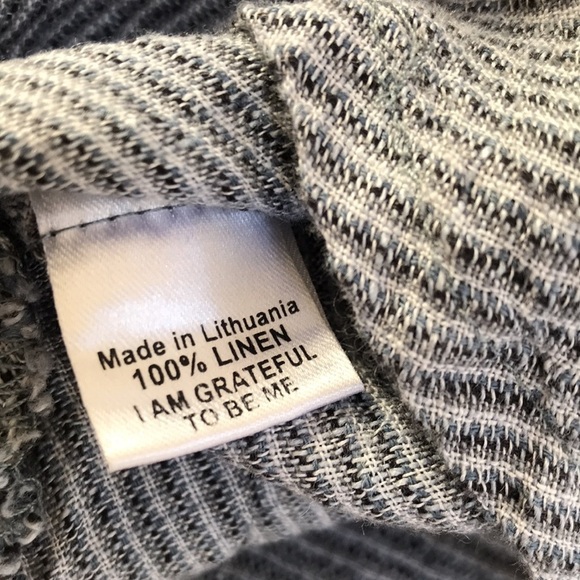 Made in Lithuania
100% LINEN
I AM GRATEFUL
TO BE ME